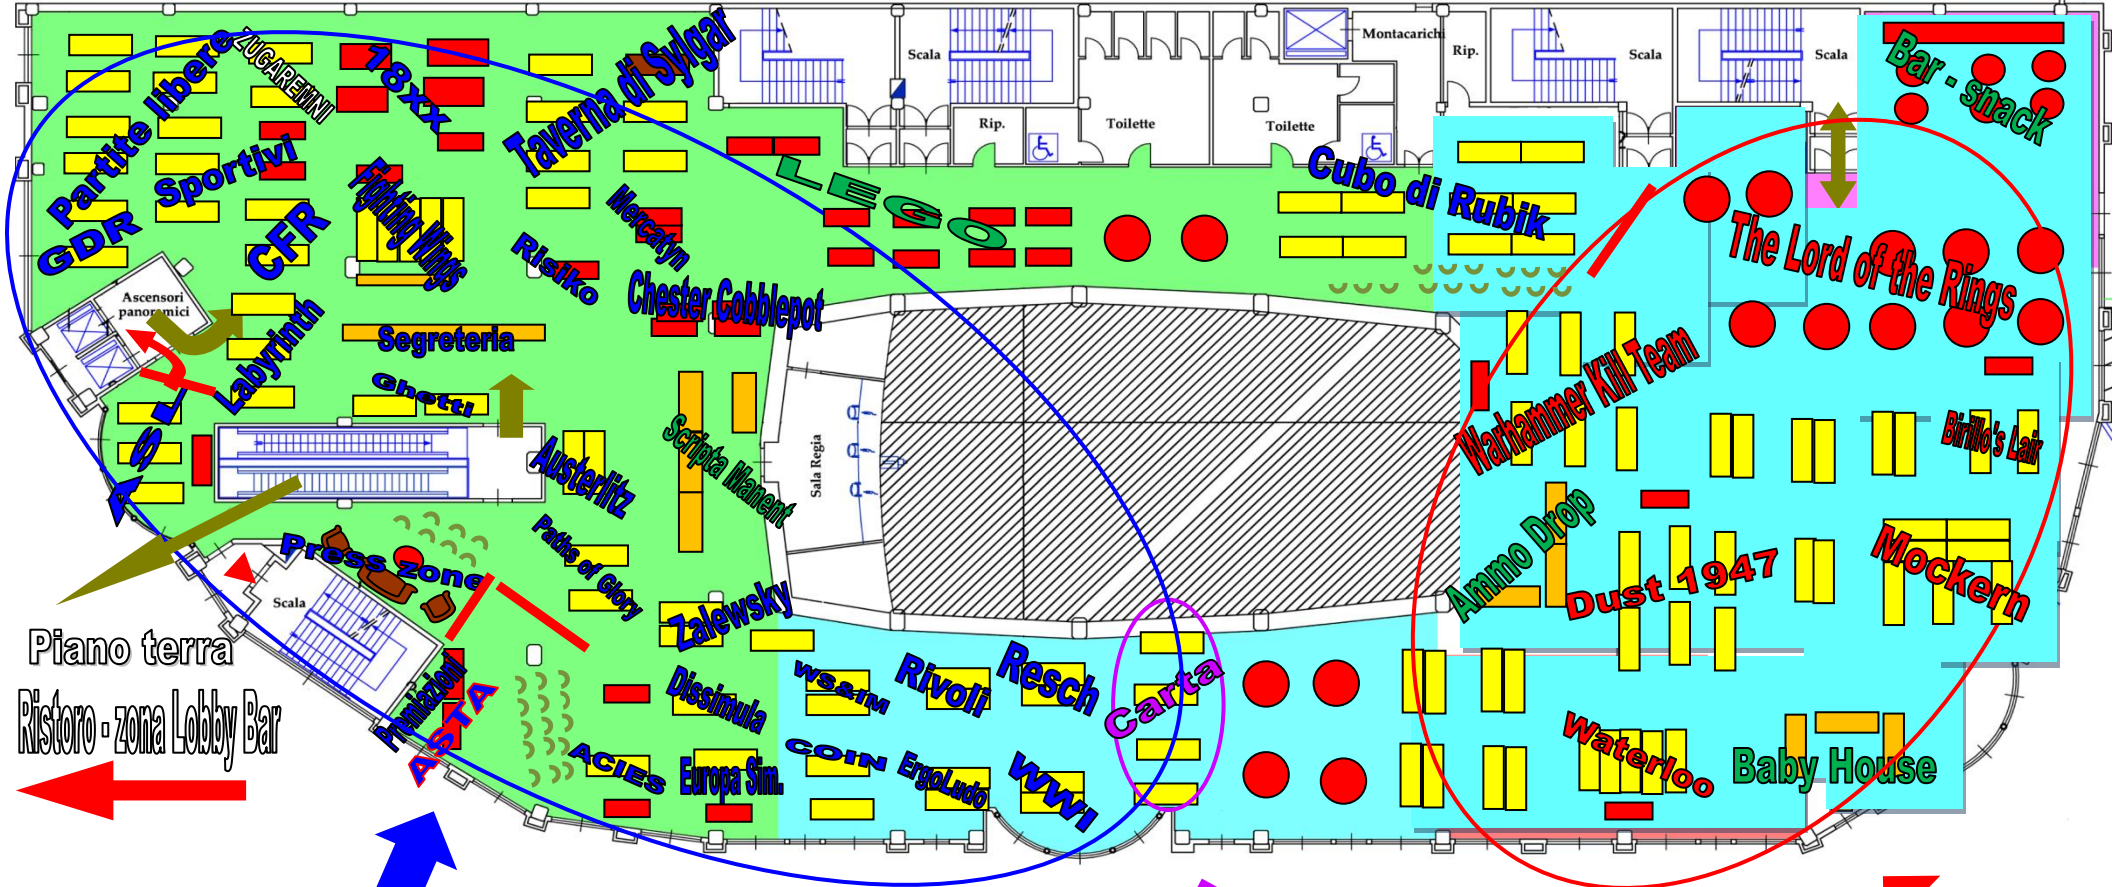 Partite libere
ZUGAREMNI
18xx
Taverna di Sylgar
Scala
Montacarichi
Rip.
Scala
Scala
Bar - snack
Sportivi
GDR
CFR
Fighting Wings
Mercatyn
Risiko
LEGO
Rip.
Toilette
Toilette
Cubo di Rubik
The Lord of the Rings
Ascensori
panoramici
Labyrinth
Segreteria
Chester Cobblepot
Ghetti
ASL
Austerlitz
Scripta Manent
Sala Regia
Warhammer Kill Team
Birillo's Lair
Press zone
Paths of Glory
Ammo Drop
Dust 1947
Mockern
Scala
Zalewsky
Piano terra
Ristoro - zona Lobby Bar
Premiazioni
ASTA
Dissimula
WS&IM
Rivoli
Resch
Carta
ACIES
Europa Sim.
COIN
ErgoLudo
WWI
Waterloo
Baby House